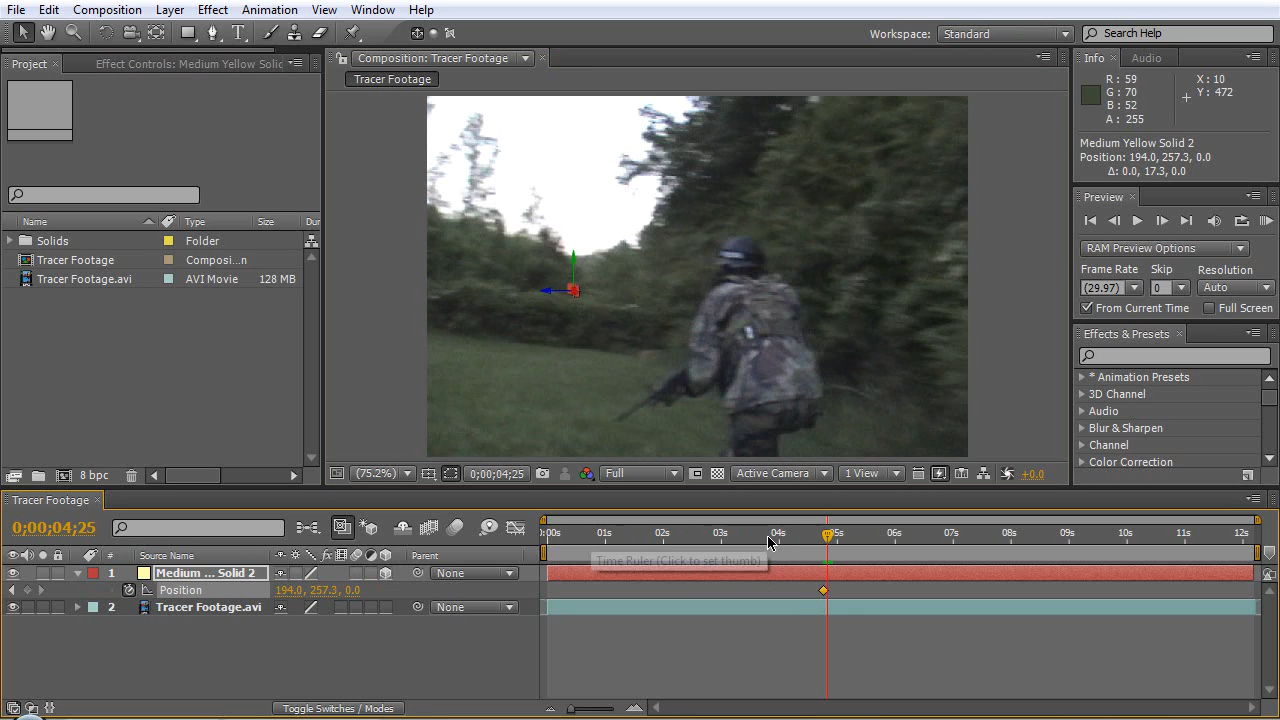 File Edit Composition Layer Effect Animation View Window Help
Workspace: Standard Search Help
Project Effect Controls: Medium Yellow Solid
Composition: Tracer Footage
Tracer Footage
Info Audio
R: 59
G: 70
B: 52
A: 255
X: 10
Y: 472
Medium Yellow Solid 2
Position: 194.0, 257.3, 0.0
Δ: 0.0, 17.3, 0.0
Preview
RAM Preview Options
Frame Rate Skip Resolution
(29.97) 0 Auto
From Current Time Full Screen
Effects & Presets
* Animation Presets
3D Channel
Audio
Blur & Sharpen
Channel
Color Correction
Name Type Size Dur
Solids Folder
Tracer Footage Composi...n
Tracer Footage.avi AVI Movie 128 MB
8 bpc
(75.2%) 0;00;04;25 Full Active Camera 1 View +0.0
Tracer Footage
0;00;04;25
:00s 01s 02s 03s 04s 05s 06s 07s 08s 09s 10s 11s 12s
# Source Name Parent
Time Ruler (Click to set thumb)
1 Medium ... Solid 2 None
Position 194.0, 257.3, 0.0
2 Tracer Footage.avi None
Toggle Switches / Modes